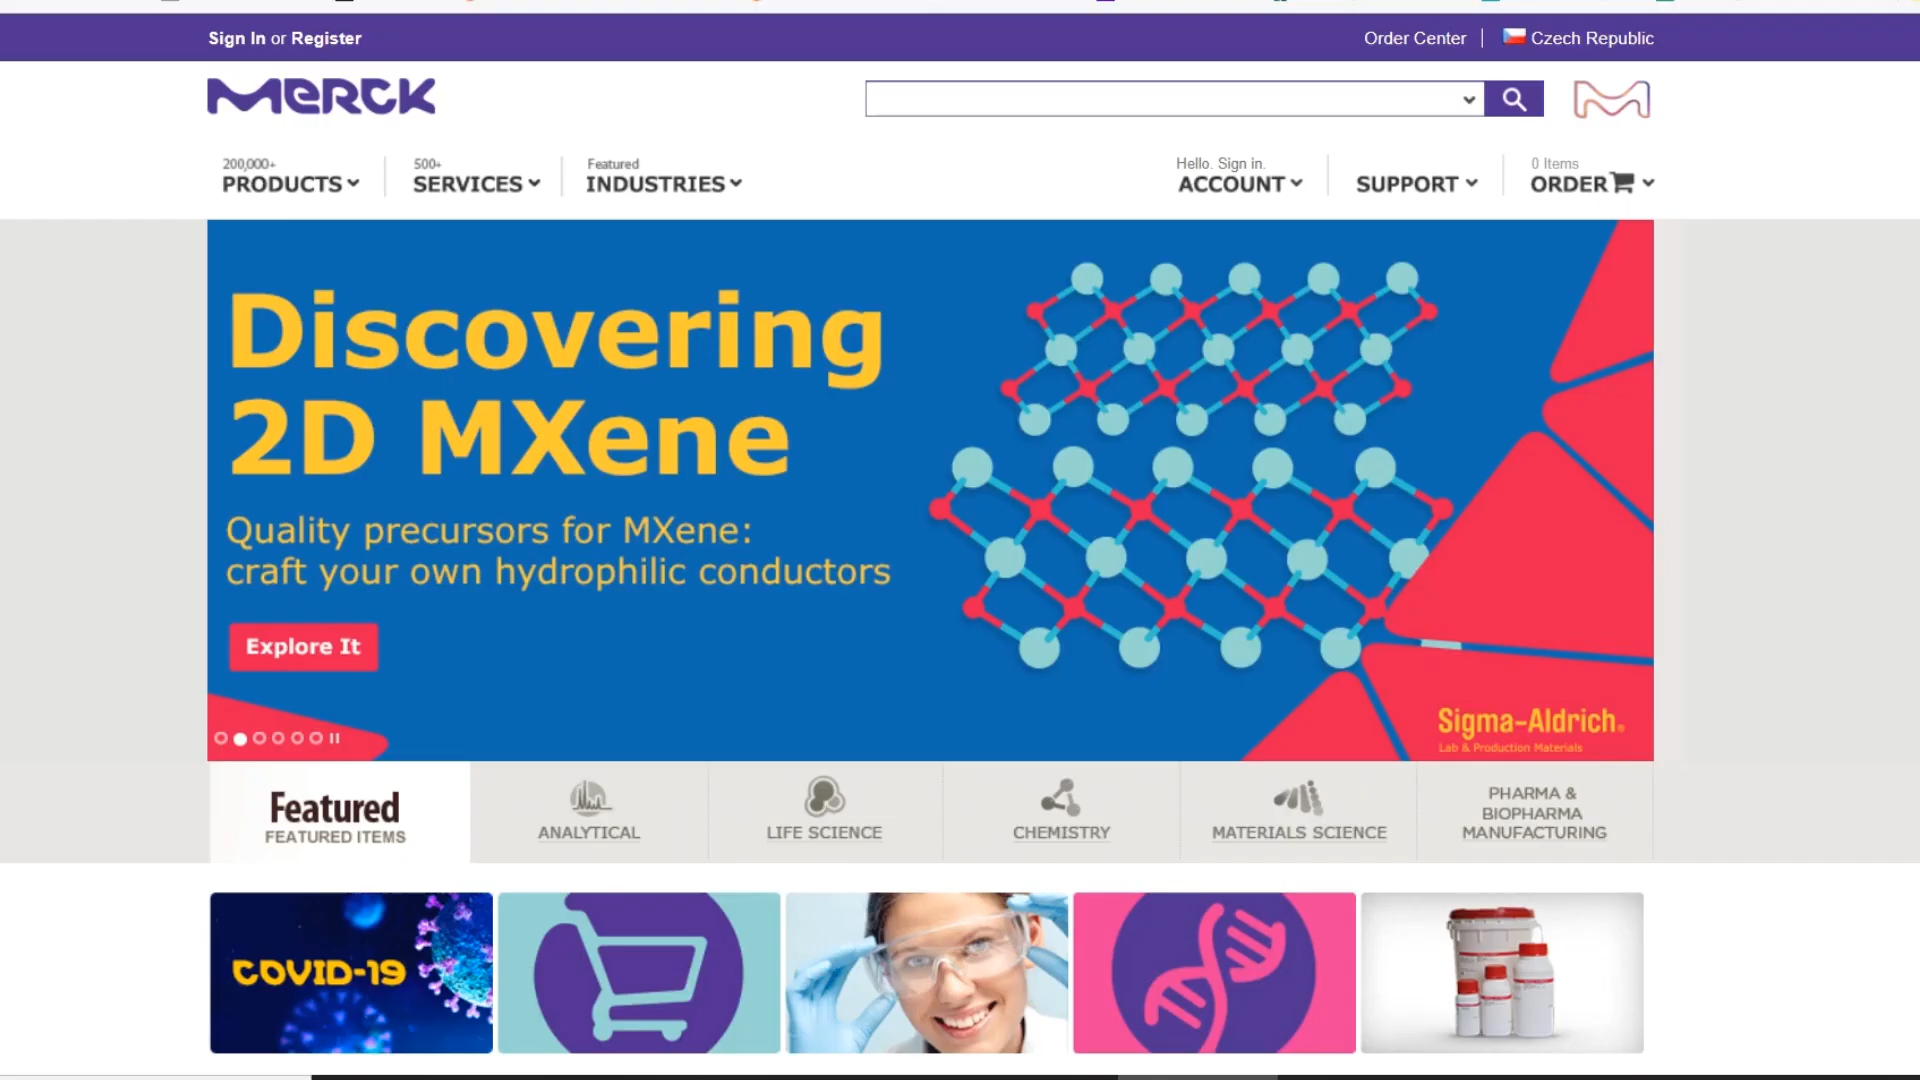 Sign In or Register
Order Center
Czech Republic
MERCK
200,000+
PRODUCTS
500+
SERVICES
Featured
INDUSTRIES
Hello. Sign in.
ACCOUNT
SUPPORT
0 Items
ORDER
Discovering
2D MXene
Quality precursors for MXene:
craft your own hydrophilic conductors
Explore It
Sigma-Aldrich®
Lab & Production Materials
Featured
FEATURED ITEMS
ANALYTICAL
LIFE SCIENCE
CHEMISTRY
MATERIALS SCIENCE
PHARMA &
BIOPHARMA
MANUFACTURING
COVID-19